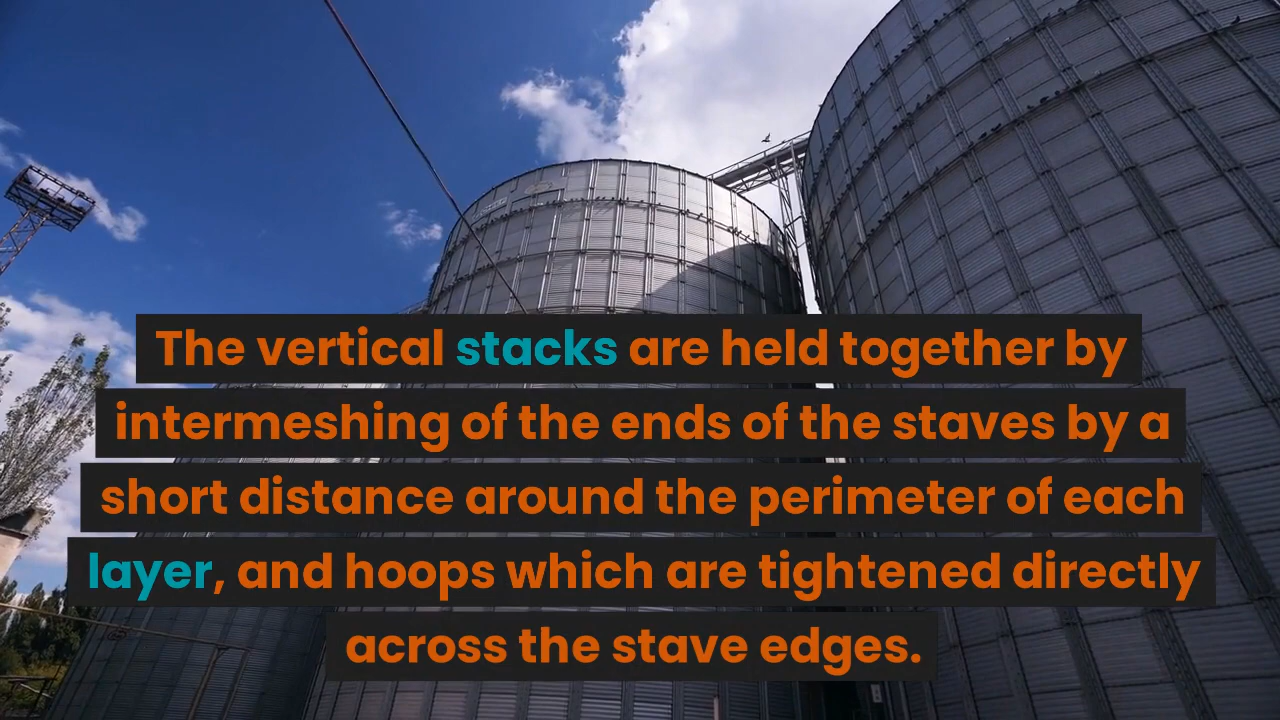 The vertical stacks are held together by
intermeshing of the ends of the staves by a
short distance around the perimeter of each
layer, and hoops which are tightened directly
across the stave edges.